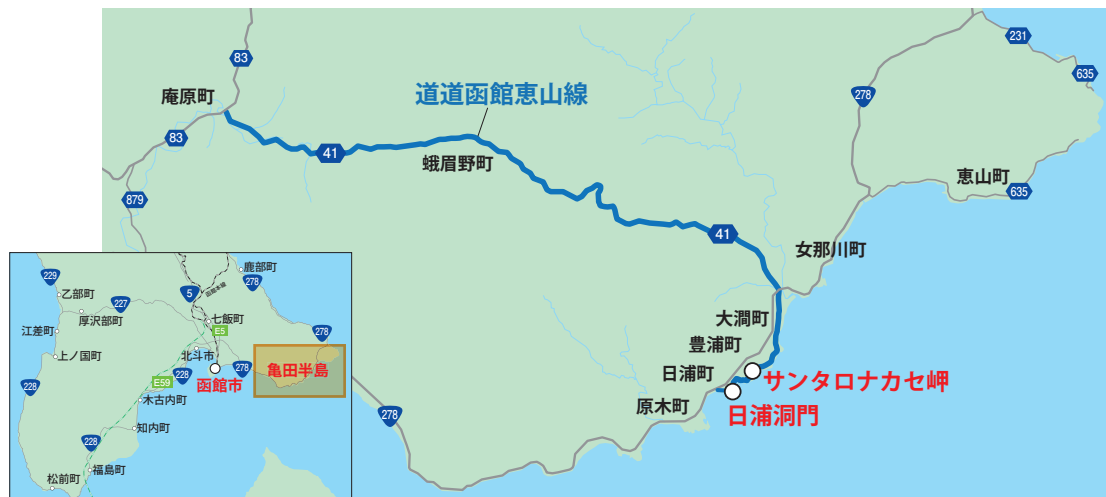 83
231
635
庵原町
道道函館恵山線
278
83
41
蛾眉野町
恵山町
635
879
41
女那川町
大澗町
豊浦町
日浦町
サンタロナカセ岬
原木町
日浦洞門
278
229
鹿部町
278
乙部町
5
函館本線
227
厚沢部町
七飯町
E5
278
江差町
北斗市
上ノ国町
278
亀田半島
函館市
E59
228
228
木古内町
知内町
228
福島町
松前町